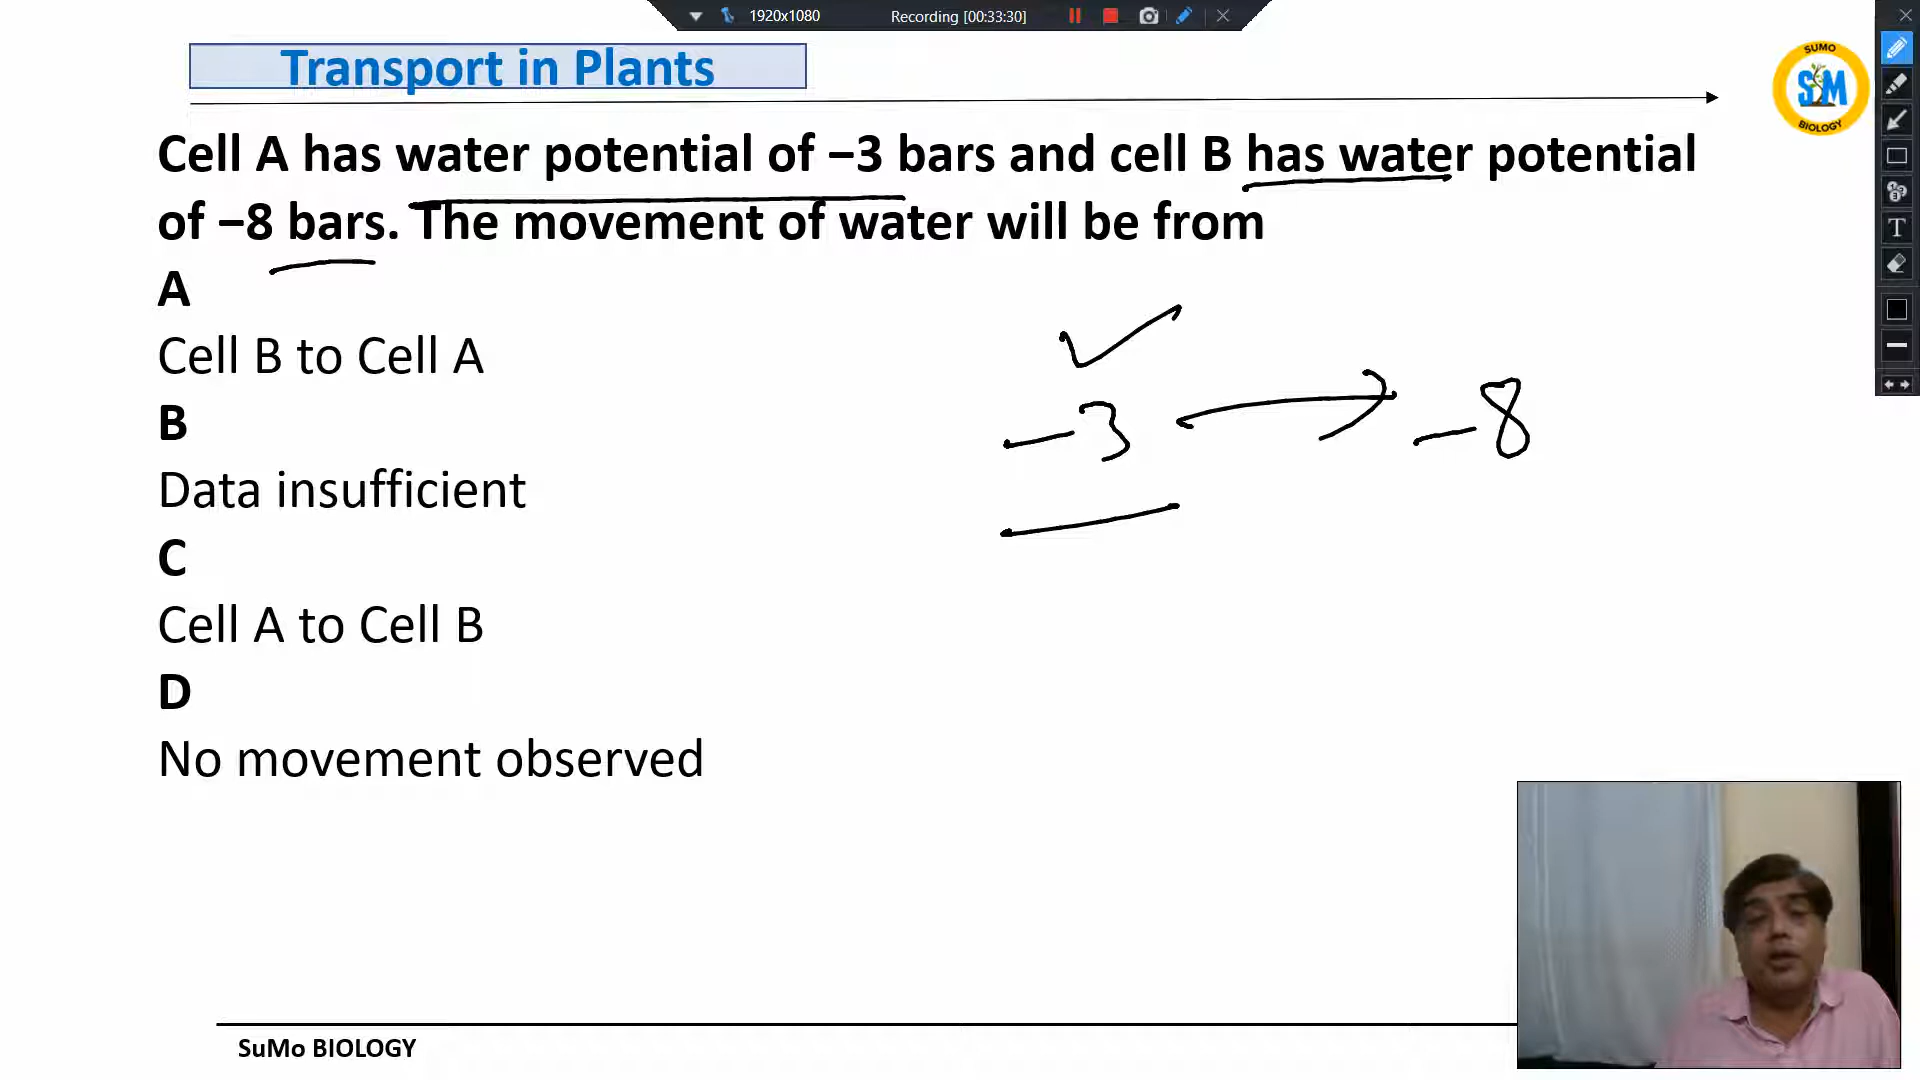 1920x1080
Recording [00:33:30]
Transport in Plants
SUMO
SM
BIOLOGY
Cell A has water potential of −3 bars and cell B has water potential
of −8 bars. The movement of water will be from
A
Cell B to Cell A
B
Data insufficient
C
Cell A to Cell B
D
No movement observed
−3 → −8
T
SuMo BIOLOGY